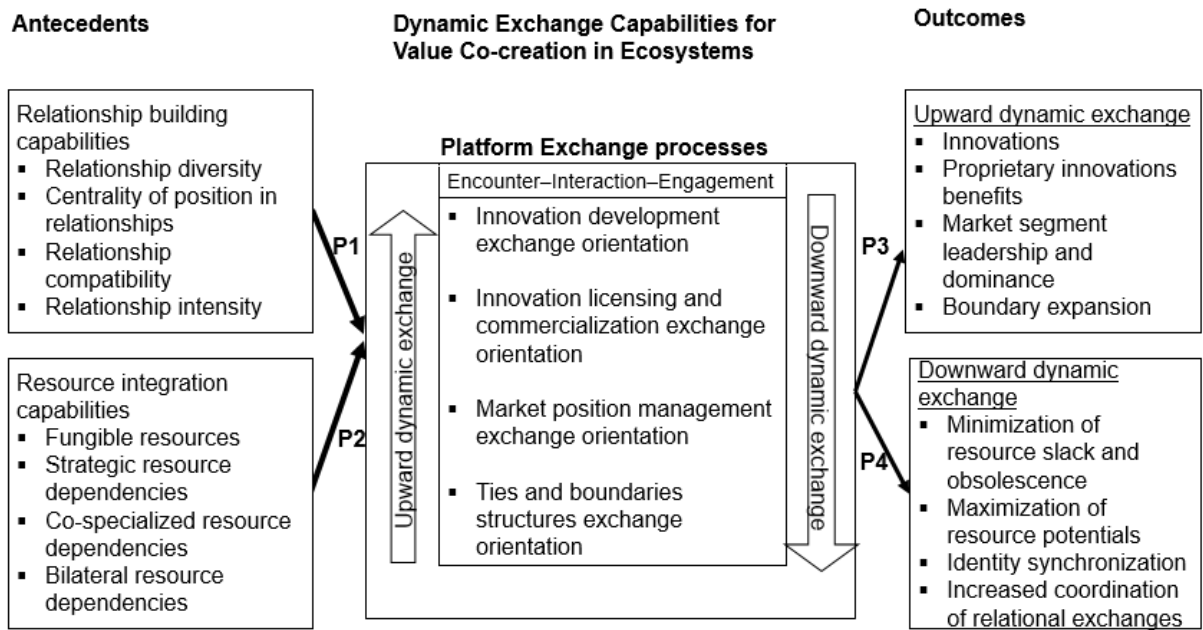 Antecedents
Dynamic Exchange Capabilities for
Value Co-creation in Ecosystems
Outcomes
Relationship building
capabilities
▪ Relationship diversity
▪ Centrality of position in
relationships
▪ Relationship
compatibility
▪ Relationship intensity
Resource integration
capabilities
▪ Fungible resources
▪ Strategic resource
dependencies
▪ Co-specialized resource
dependencies
▪ Bilateral resource
dependencies
P1
P2
Platform Exchange processes
Encounter–Interaction–Engagement
Upward dynamic exchange
▪ Innovation development
exchange orientation
▪ Innovation licensing and
commercialization exchange
orientation
▪ Market position management
exchange orientation
▪ Ties and boundaries
structures exchange
orientation
Downward dynamic exchange
P3
P4
Upward dynamic exchange
▪ Innovations
▪ Proprietary innovations
benefits
▪ Market segment
leadership and
dominance
▪ Boundary expansion
Downward dynamic
exchange
▪ Minimization of
resource slack and
obsolescence
▪ Maximization of
resource potentials
▪ Identity synchronization
▪ Increased coordination
of relational exchanges